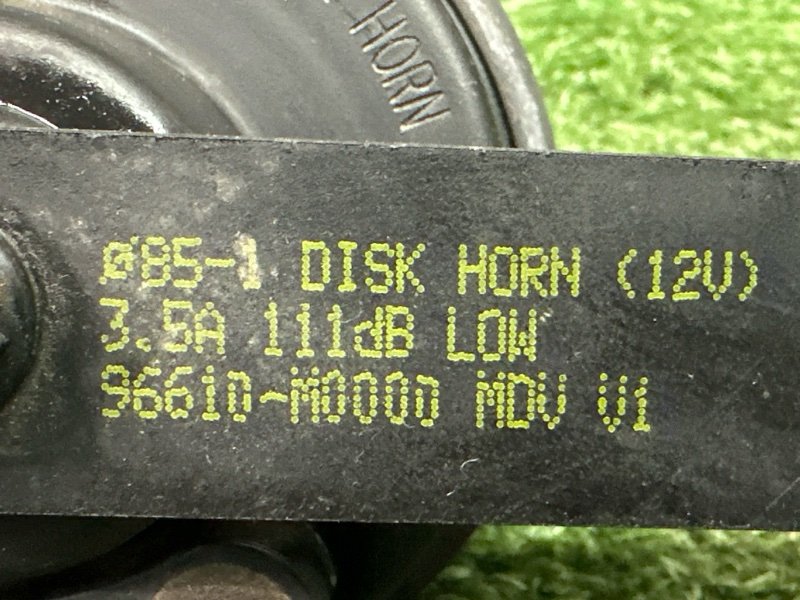 HORN
Ø85-1 DISK HORN (12V)
3.5A 111dB LOW
96610-M0000 MDV V1